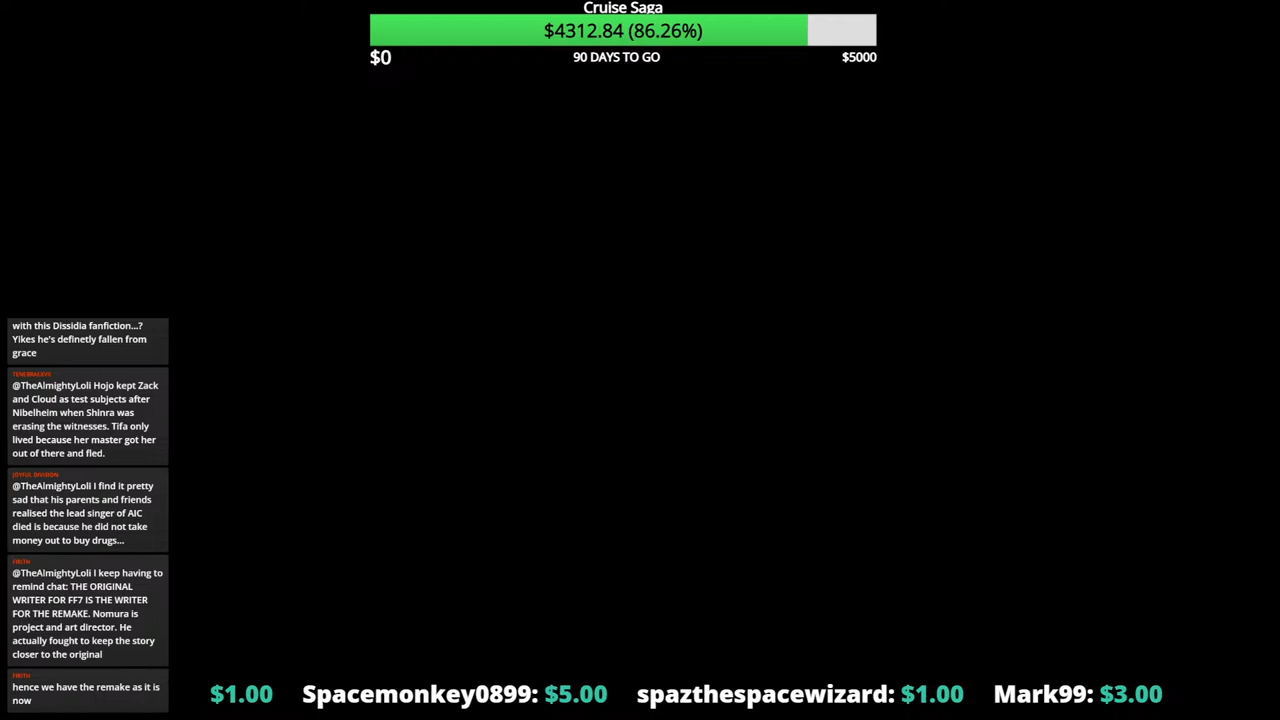 Cruise Saga
$4312.84 (86.26%)
$0
90 DAYS TO GO
$5000
with this Dissidia fanfiction...?
Yikes he's definetly fallen from
grace
TENEBRAEXVX
@TheAlmightyLoli Hojo kept Zack
and Cloud as test subjects after
Nibelheim when Shinra was
erasing the witnesses. Tifa only
lived because her master got her
out of there and fled.
JOYFUL DIVISION
@TheAlmightyLoli I find it pretty
sad that his parents and friends
realised the lead singer of AIC
died is because he did not take
money out to buy drugs...
FIRITH
@TheAlmightyLoli I keep having to
remind chat: THE ORIGINAL
WRITER FOR FF7 IS THE WRITER
FOR THE REMAKE. Nomura is
project and art director. He
actually fought to keep the story
closer to the original
FIRITH
hence we have the remake as it is
now
$1.00 Spacemonkey0899: $5.00 spazthespacewizard: $1.00 Mark99: $3.00